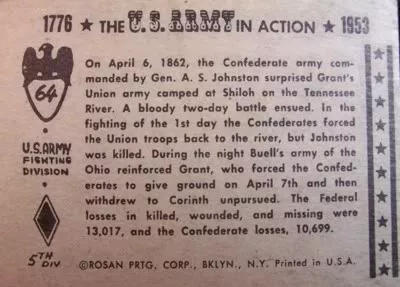 1776 ★ THE U.S. ARMY IN ACTION ★ 1953
64
U.S. ARMY
FIGHTING
DIVISION
5TH
DIV
On April 6, 1862, the Confederate army com-
manded by Gen. A. S. Johnston surprised Grant's
Union army camped at Shiloh on the Tennessee
River. A bloody two-day battle ensued. In the
fighting of the 1st day the Confederates forced
the Union troops back to the river, but Johnston
was killed. During the night Buell's army of the
Ohio reinforced Grant, who forced the Confed-
erates to give ground on April 7th and then
withdrew to Corinth unpursued. The Federal
losses in killed, wounded, and missing were
13,017, and the Confederate losses, 10,699.
©ROSAN PRTG, CORP., BKLYN., N.Y. Printed in U.S.A.